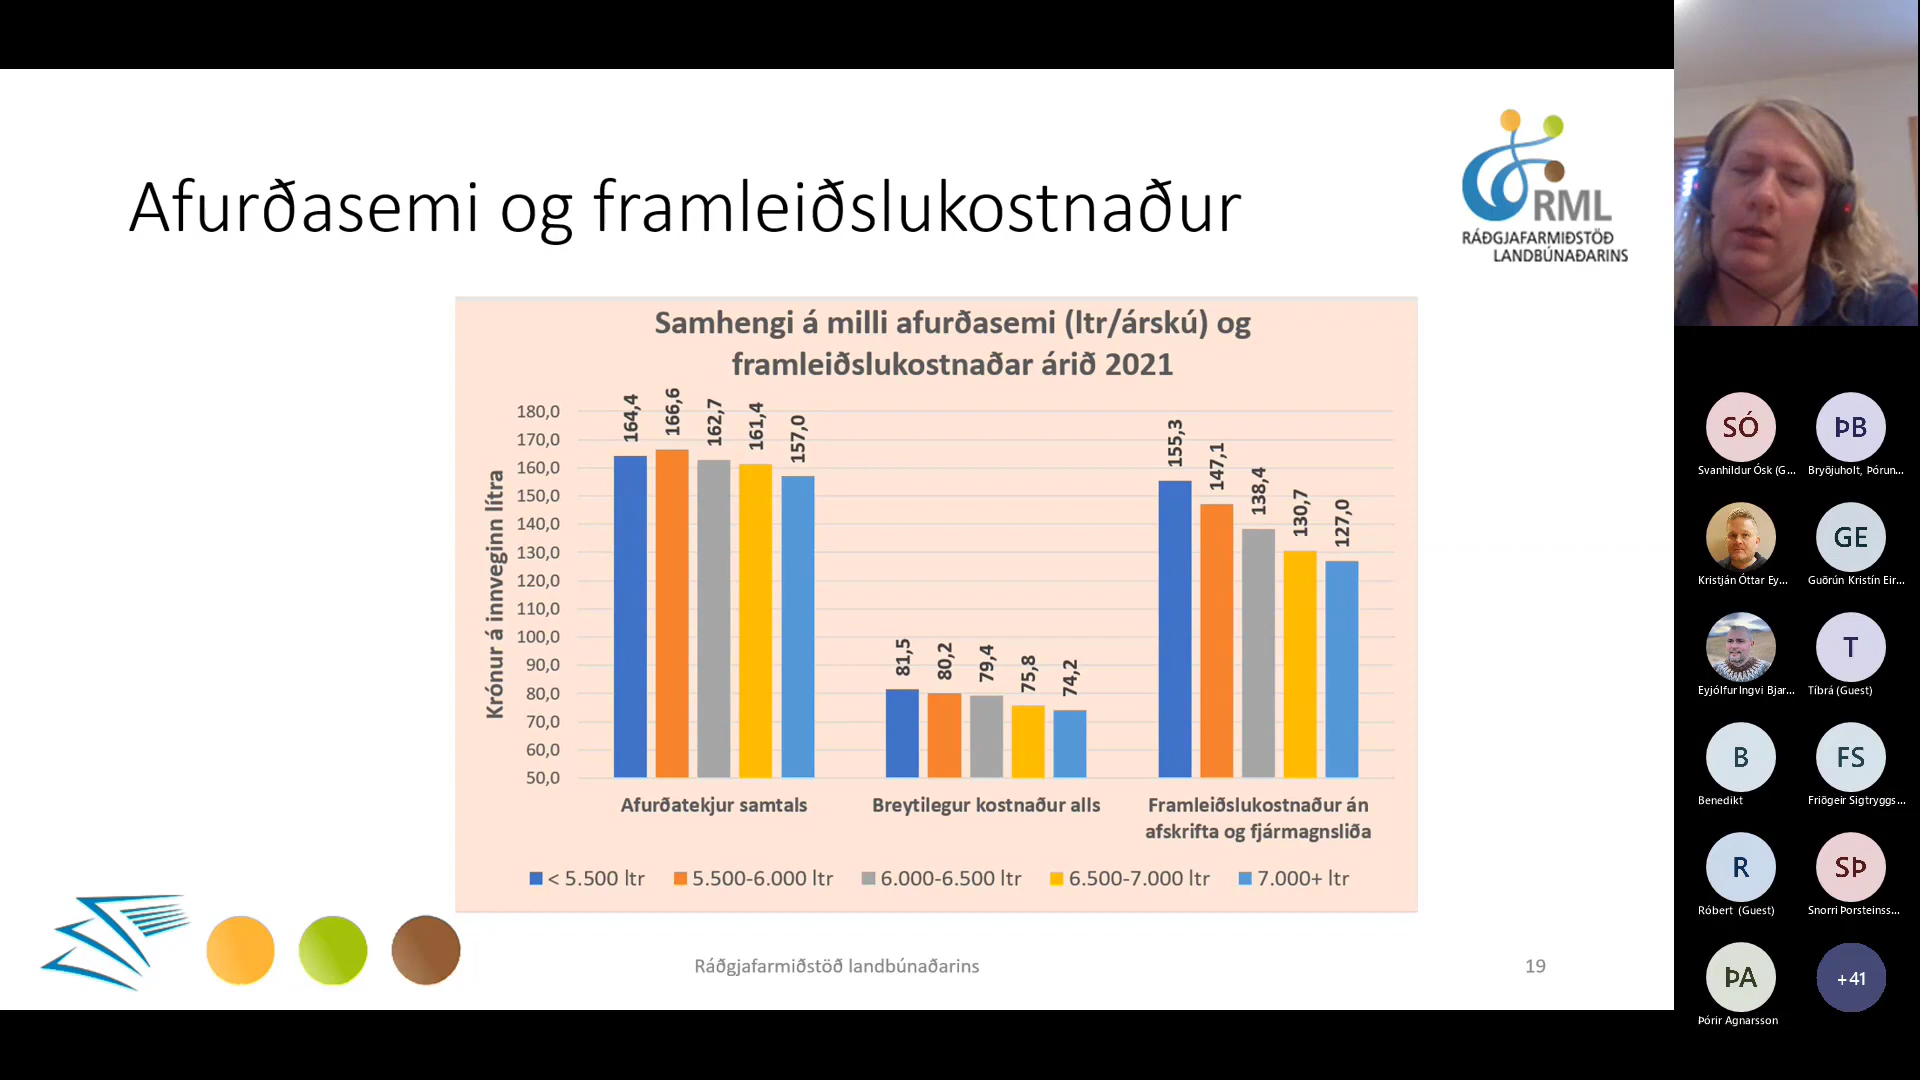 Afurðasemi og framleiðslukostnaður
RML
RÁÐGJAFARMIÐSTÖÐ
LANDBÚNAÐARINS
Samhengi á milli afurðasemi (ltr/árskú) og
framleiðslukostnaðar árið 2021
Krónur á innveginn lítra
180,0
170,0
160,0
150,0
140,0
130,0
120,0
110,0
100,0
90,0
80,0
70,0
60,0
50,0
164,4
166,6
162,7
161,4
157,0
81,5
80,2
79,4
75,8
74,2
155,3
147,1
138,4
130,7
127,0
Afurðatekjur samtals
Breytilegur kostnaður alls
Framleiðslukostnaður án
afskrifta og fjármagnsliða
< 5.500 ltr 5.500-6.000 ltr 6.000-6.500 ltr 6.500-7.000 ltr 7.000+ ltr
Ráðgjafarmiðstöð landbúnaðarins
19
SÓ
Svanhildur Ósk (G...
ÞB
Bryðjuholt, Þórun...
Kristján Óttar Ey...
GE
Guðrún Kristín Eir...
Eyjólfur Ingvi Bjar...
T
Tíbrá (Guest)
B
Benedikt
FS
Friðgeir Sigtryggs...
R
Róbert (Guest)
SÞ
Snorri Þorsteinss...
ÞA
Þórir Agnarsson
+41